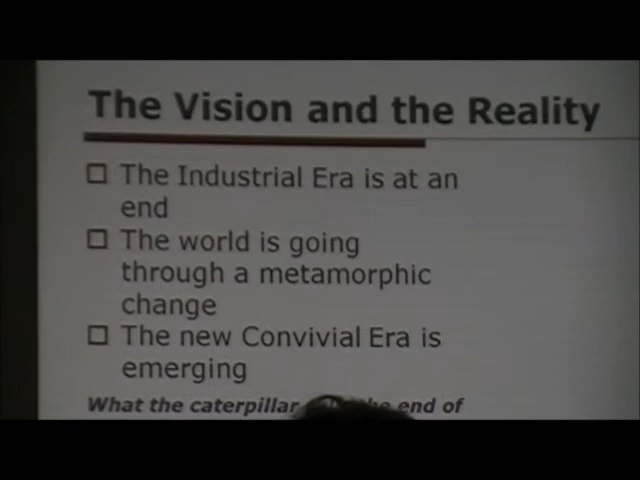 The Vision and the Reality
The Industrial Era is at an
end
The world is going
through a metamorphic
change
The new Convivial Era is
emerging
What the caterpillar the end of